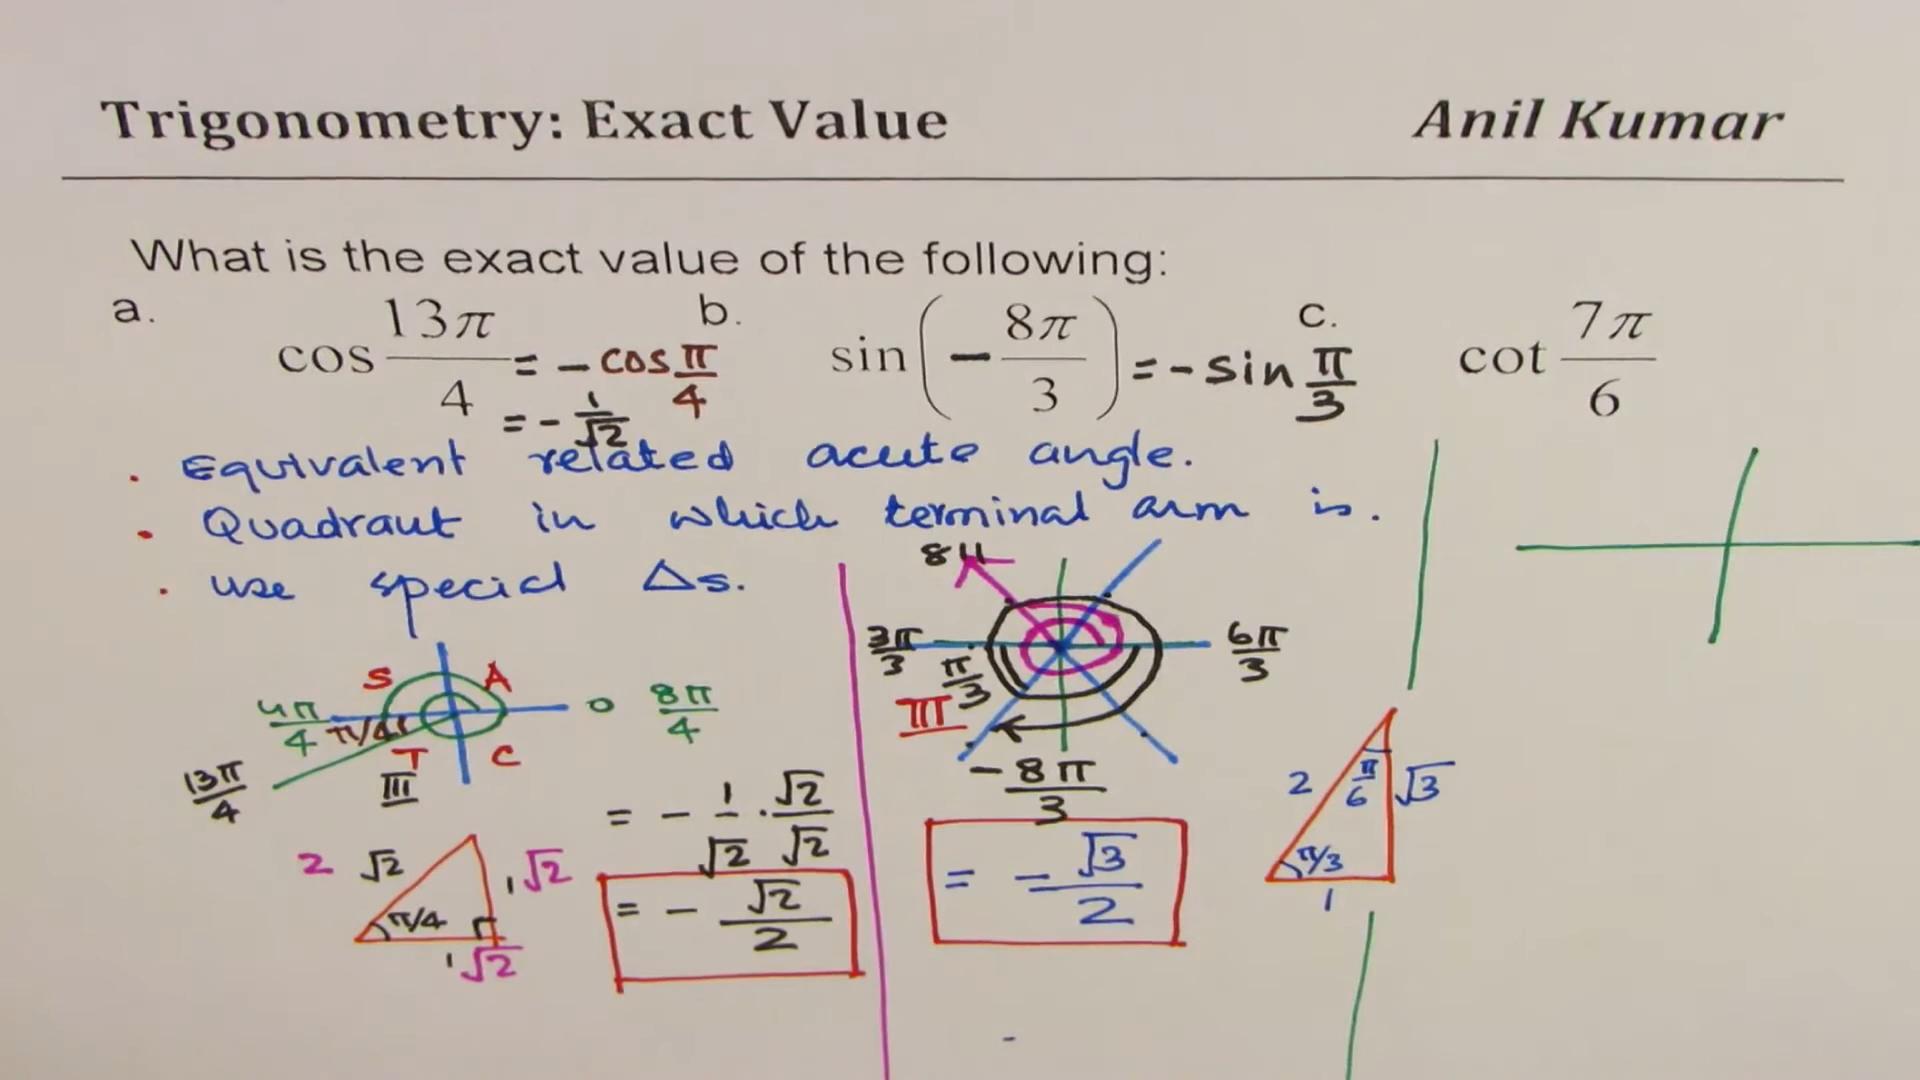 Trigonometry: Exact Value Anil Kumar
What is the exact value of the following:
a. cos 13π/4 = - cos π/4 b. sin(- 8π/3) = - sin π/3 c. cot 7π/6
= - 1/√2
. Equivalent related acute angle.
. Quadraut in which terminal arm is.
. use special Δs.
S A
4π/4 π/4 0 8π/4
T C
13π/4 III
3π/3 π/3 6π/3
III
- 8π/3
= - 1/√2 . √2/√2
= - √2/2
2 √2 1 √2
π/4
1 √2
= - √3/2
2 π/6 √3
π/3
1